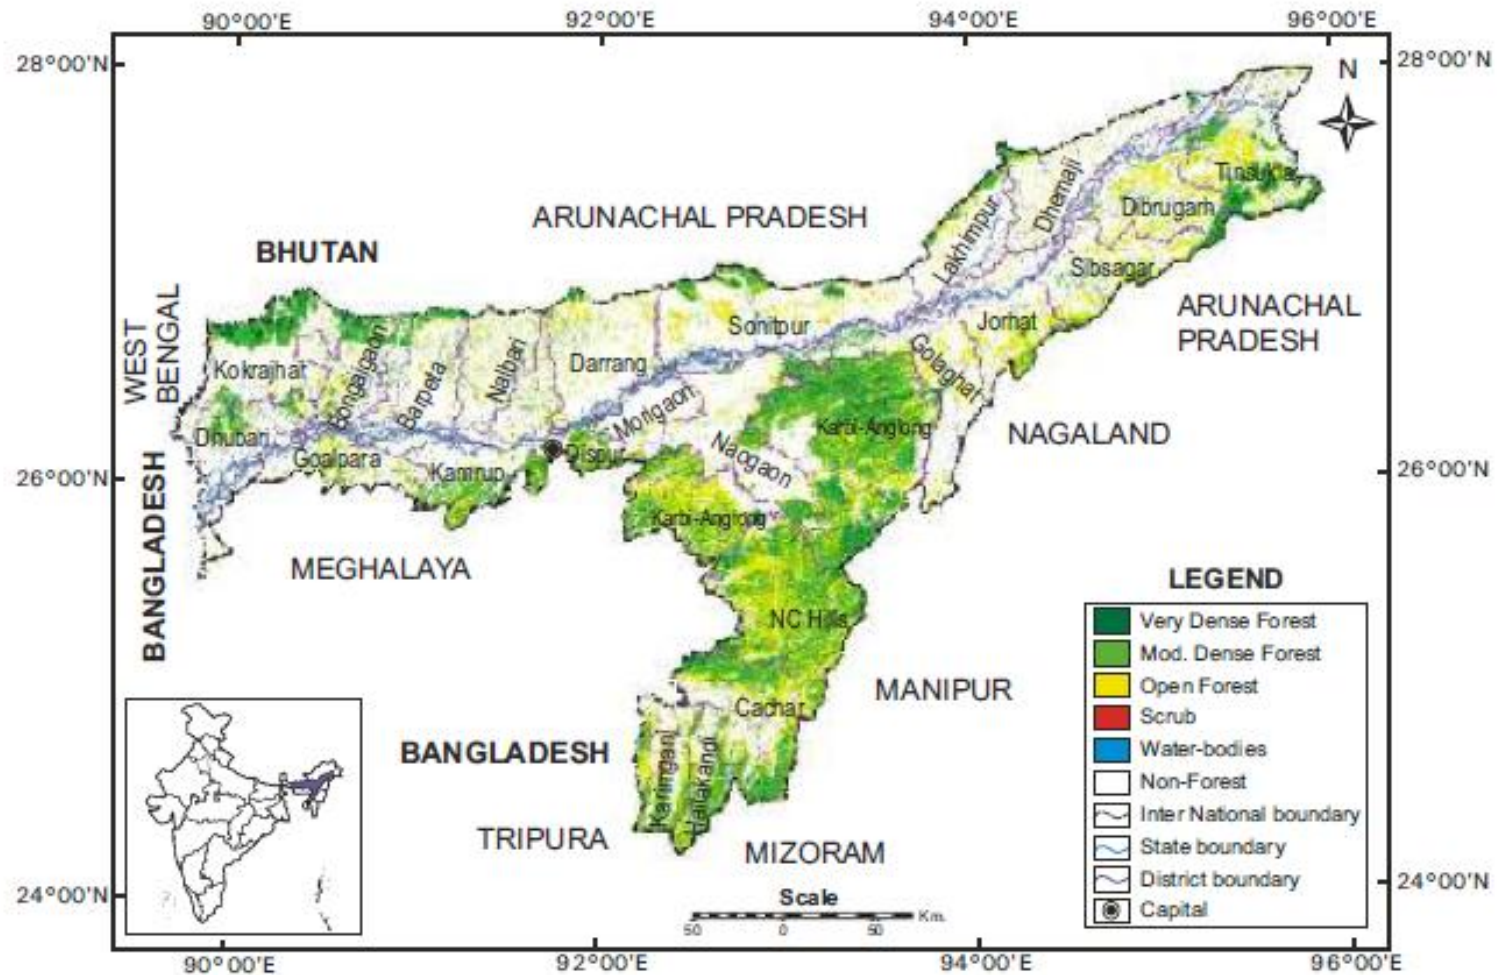 90°00'E 92°00'E 94°00'E 96°00'E
28°00'N 28°00'N
N
ARUNACHAL PRADESH
BHUTAN
WEST BENGAL
ARUNACHAL PRADESH
Tinsukia
Dibrugarh
Dhemaji
Lakhimpur
Sibsagar
Jorhat
Sonitpur
Golaghat
Darrang
Nalbari
Barpeta
Bongaigaon
Kokrajhar
Dhubari
Goalpara
Kamrup
Dispur
Morigaon
Naogaon
Karbi-Anglong
Karbi-Anglong
NAGALAND
26°00'N 26°00'N
BANGLADESH
MEGHALAYA
NC Hills
MANIPUR
Cachar
BANGLADESH
Karimganj
Hailakandi
TRIPURA
MIZORAM
LEGEND
Very Dense Forest
Mod. Dense Forest
Open Forest
Scrub
Water-bodies
Non-Forest
Inter National boundary
State boundary
District boundary
Capital
24°00'N 24°00'N
Scale
Km.
50 0 50
90°00'E 92°00'E 94°00'E 96°00'E